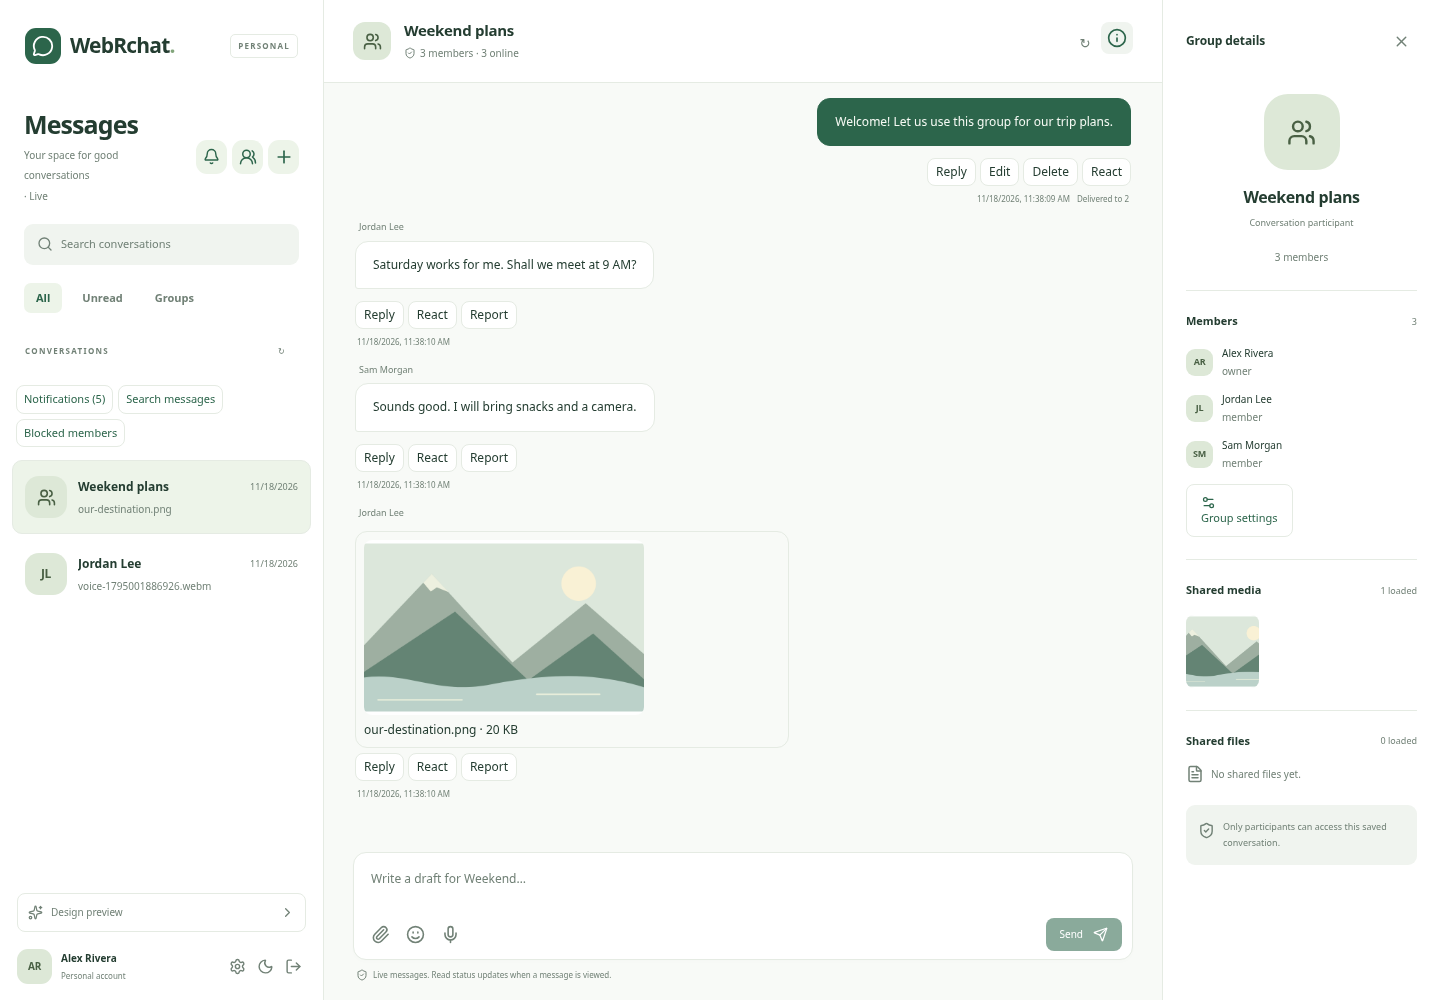 WebRchat.
PERSONAL
Messages
Your space for good
conversations
· Live
Search conversations
All Unread Groups
CONVERSATIONS ↻
Notifications (5) Search messages
Blocked members
Weekend plans 11/18/2026
our-destination.png
JL
Jordan Lee 11/18/2026
voice-1795001886926.webm
Design preview
AR
Alex Rivera
Personal account
Weekend plans
3 members · 3 online
↻
Welcome! Let us use this group for our trip plans.
Reply Edit Delete React
11/18/2026, 11:38:09 AM Delivered to 2
Jordan Lee
Saturday works for me. Shall we meet at 9 AM?
Reply React Report
11/18/2026, 11:38:10 AM
Sam Morgan
Sounds good. I will bring snacks and a camera.
Reply React Report
11/18/2026, 11:38:10 AM
Jordan Lee
our-destination.png · 20 KB
Reply React Report
11/18/2026, 11:38:10 AM
Write a draft for Weekend...
Send
Live messages. Read status updates when a message is viewed.
Group details
Weekend plans
Conversation participant
3 members
Members 3
AR
Alex Rivera
owner
JL
Jordan Lee
member
SM
Sam Morgan
member
Group settings
Shared media 1 loaded
Shared files 0 loaded
No shared files yet.
Only participants can access this saved
conversation.